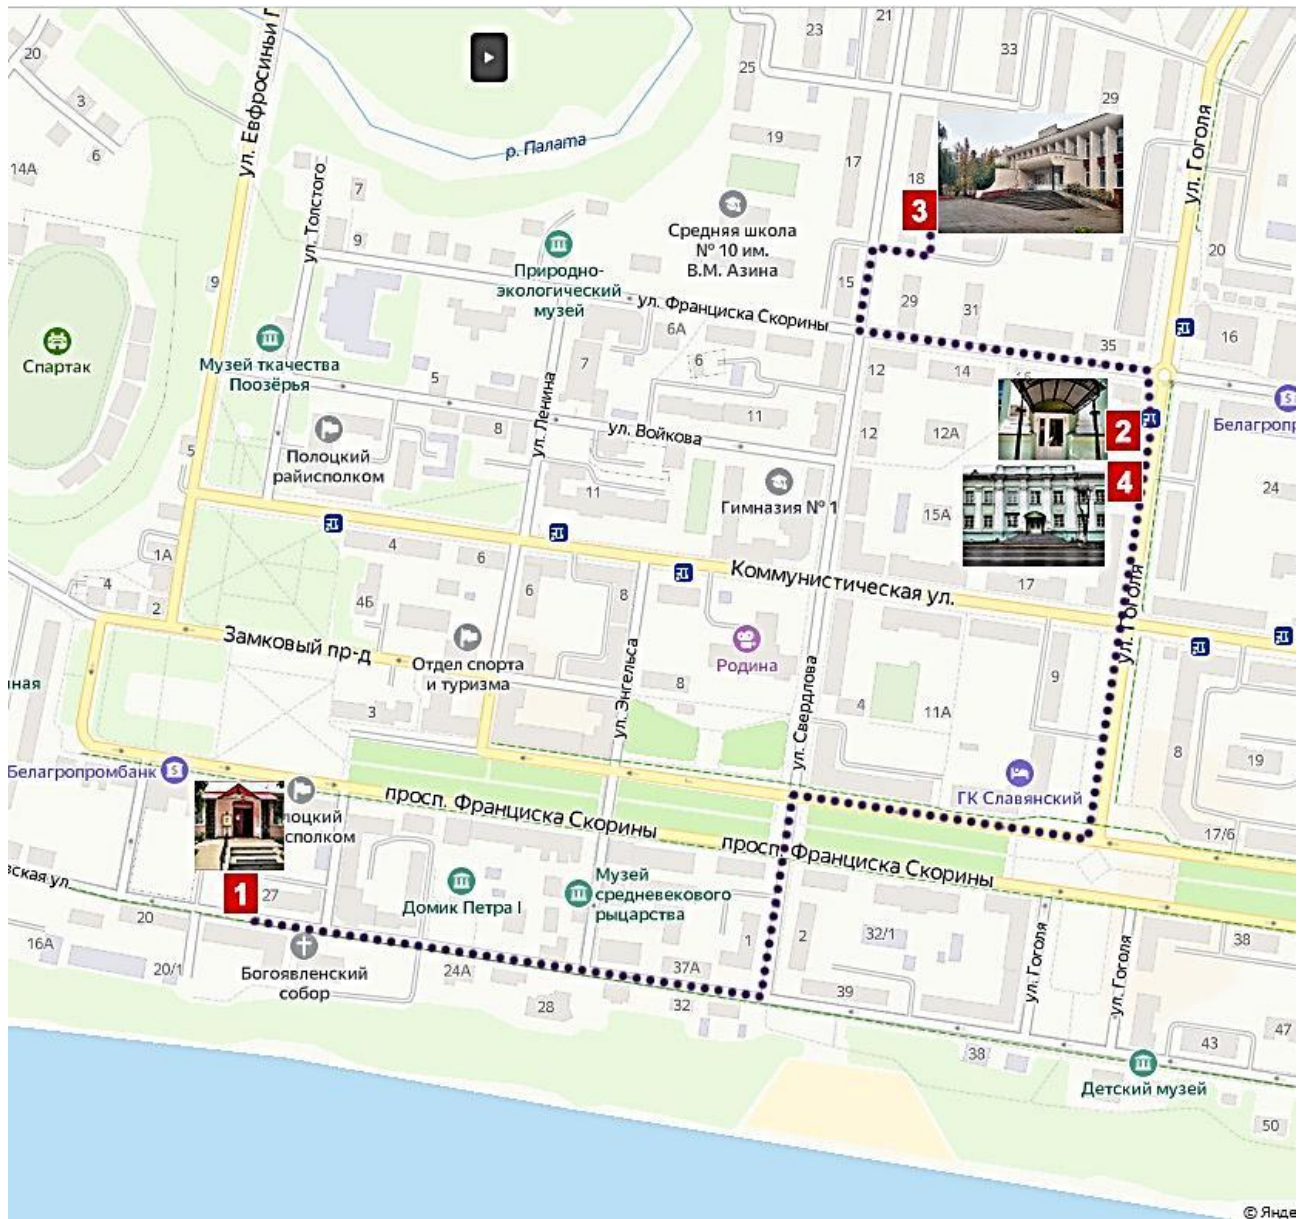 20
3
6
14А
ул. Евфросиньи П
21
23
25
33
29
ул. Гоголя
р. Палата
19
17
18
3
ул. Толстого
7
9
Средняя школа
№ 10 им.
В.М. Азина
Природно-
экологический
музей
15
20
9
29
31
ул. Франциска Скорины
6А
35
16
Спартак
Музей ткачества
Поозёрья
7
6
12
14
5
Белагропр
11
ул. Ленина
ул. Войкова
8
12
12А
2
4
5
Полоцкий
райисполком
11
Гимназия № 1
15А
24
1А
4
6
Коммунистическая ул.
17
ул. Гоголя
4
2
4Б
6
8
Замковый пр-д
Отдел спорта
и туризма
ул. Энгельса
Родина
ул. Свердлова
9
ная
3
8
4
11А
8
19
Белагропромбанк
просп. Франциска Скорины
ГК Славянский
лоцкий
исполком
просп. Франциска Скорины
17/6
1
27
Домик Петра I
Музей
средневекового
рыцарства
вская ул.
20
16А
20/1
Богоявленский
собор
24А
37А
1
2
32/1
38
ул. Гоголя
ул. Гоголя
28
32
39
38
43
47
Детский музей
50
© Янде